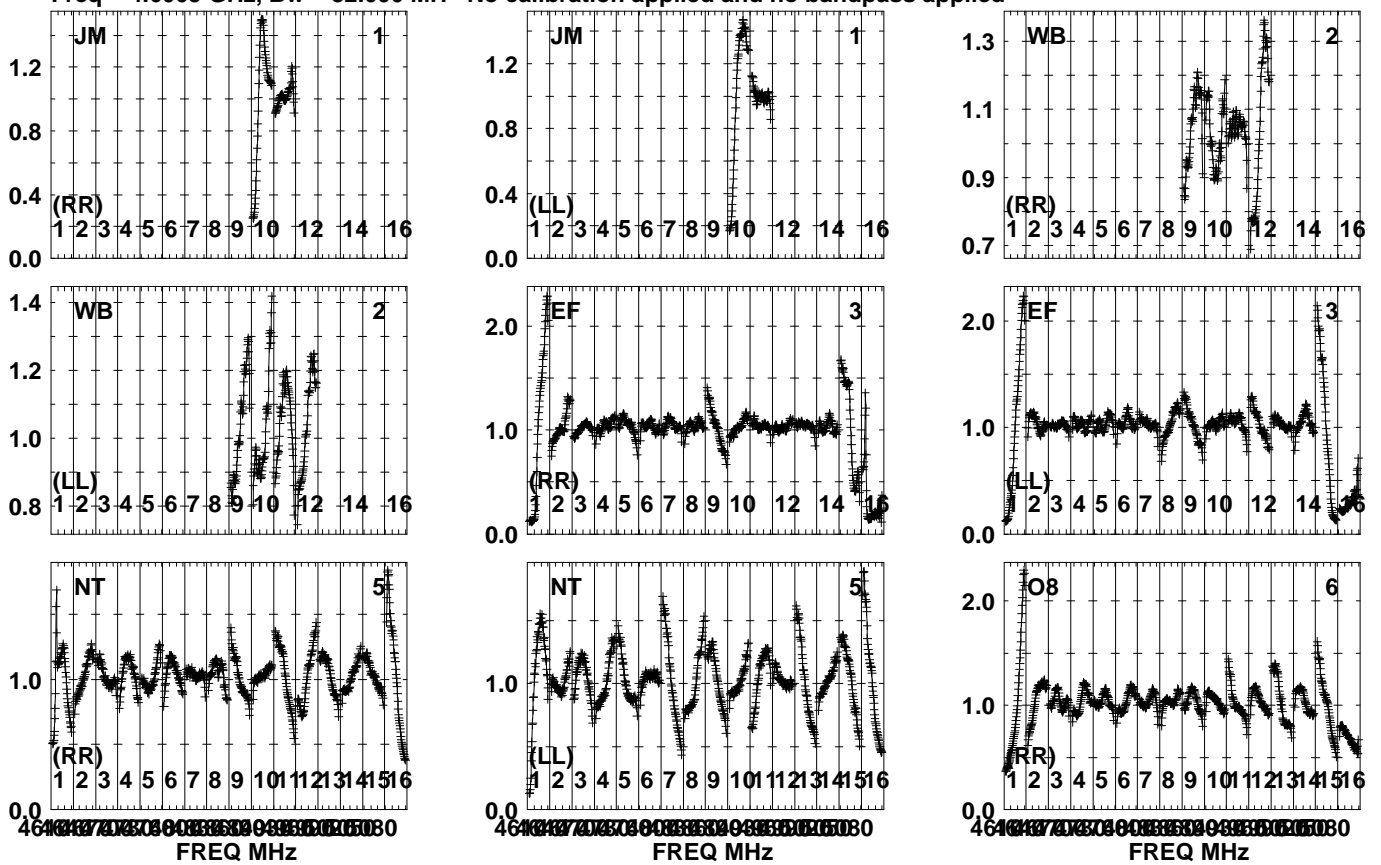 No calibration applied and no bandpass applied
JM 1
1.2
0.8
0.4
0.0
(RR)
1 2 3 4 5 6 7 8 9 10 12 14 16
JM 1
1.2
0.8
0.4
0.0
(LL)
1 2 3 4 5 6 7 8 9 10 12 14 16
WB 2
1.3
1.1
0.9
0.7
(RR)
1 2 3 4 5 6 7 8 9 10 12 14 16
WB 2
1.4
1.2
1.0
0.8
(LL)
1 2 3 4 5 6 7 8 9 10 12 14 16
EF 3
2.0
1.0
0.0
(RR)
1 2 3 4 5 6 7 8 9 10 12 14 16
EF 3
2.0
1.0
0.0
(LL)
1 2 3 4 5 6 7 8 9 10 12 14 16
NT 5
1.0
0.0
(RR)
1 2 3 4 5 6 7 8 9 10 11 12 13 15 16
FREQ MHz
NT 5
1.0
0.0
(LL)
1 2 3 4 5 6 7 8 9 10 11 12 13 15 16
FREQ MHz
O8 6
2.0
1.0
0.0
(RR)
1 2 3 4 5 6 7 8 9 10 11 12 13 14 15 16
FREQ MHz